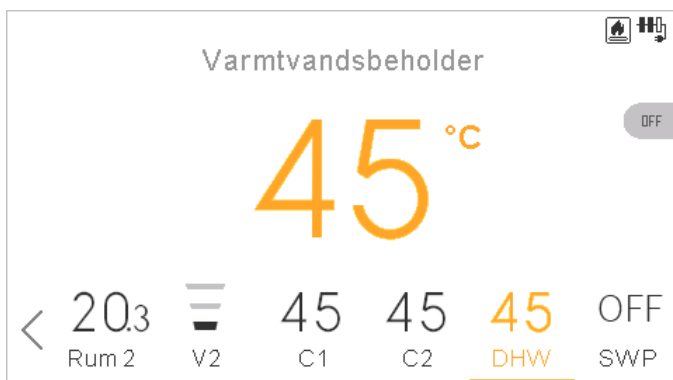 Varmtvandsbeholder
45 °C
OFF
20.3 45 45 45 OFF
Rum 2 V2 C1 C2 DHW SWP